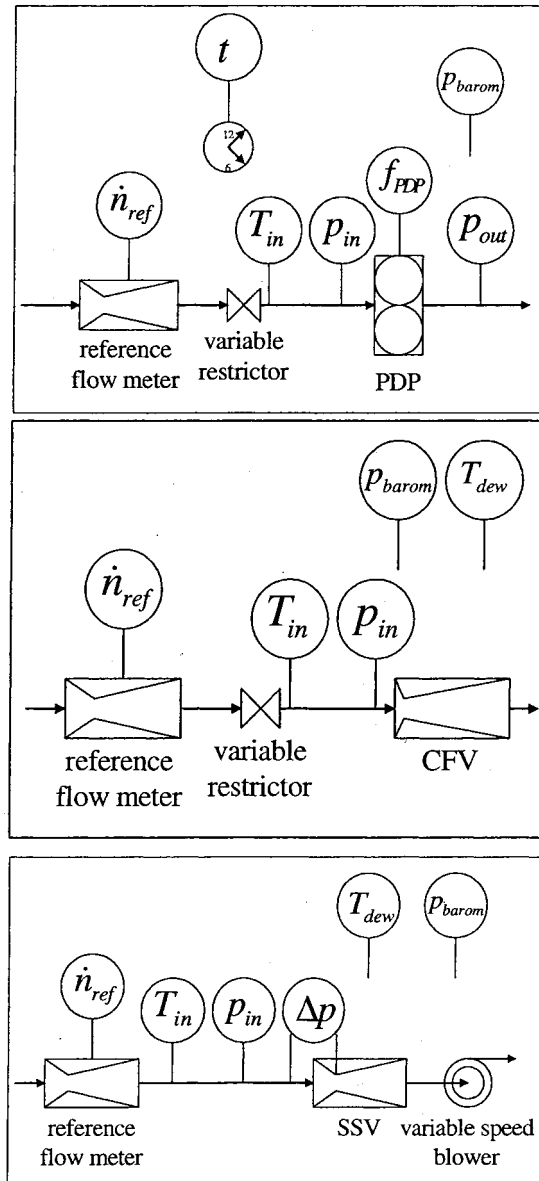 t
p_barom
12
6
f_PDP
ṅ_ref
T_in
p_in
p_out
reference
flow meter
variable
restrictor
PDP
p_barom
T_dew
ṅ_ref
T_in
p_in
reference
flow meter
variable
restrictor
CFV
T_dew
p_barom
ṅ_ref
T_in
p_in
Δp
reference
flow meter
SSV
variable speed
blower